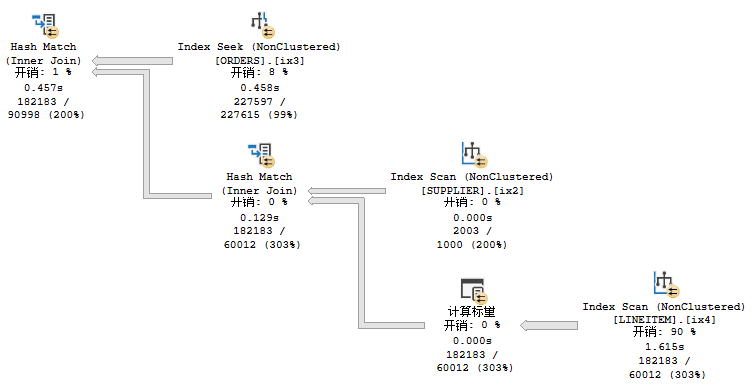 Hash Match
(Inner Join)
开销: 1 %
0.457s
182183 /
90998 (200%)
Index Seek (NonClustered)
[ORDERS].[ix3]
开销: 8 %
0.458s
227597 /
227615 (99%)
Hash Match
(Inner Join)
开销: 0 %
0.129s
182183 /
60012 (303%)
Index Scan (NonClustered)
[SUPPLIER].[ix2]
开销: 0 %
0.000s
2003 /
1000 (200%)
计算标量
开销: 0 %
0.000s
182183 /
60012 (303%)
Index Scan (NonClustered)
[LINEITEM].[ix4]
开销: 90 %
1.615s
182183 /
60012 (303%)